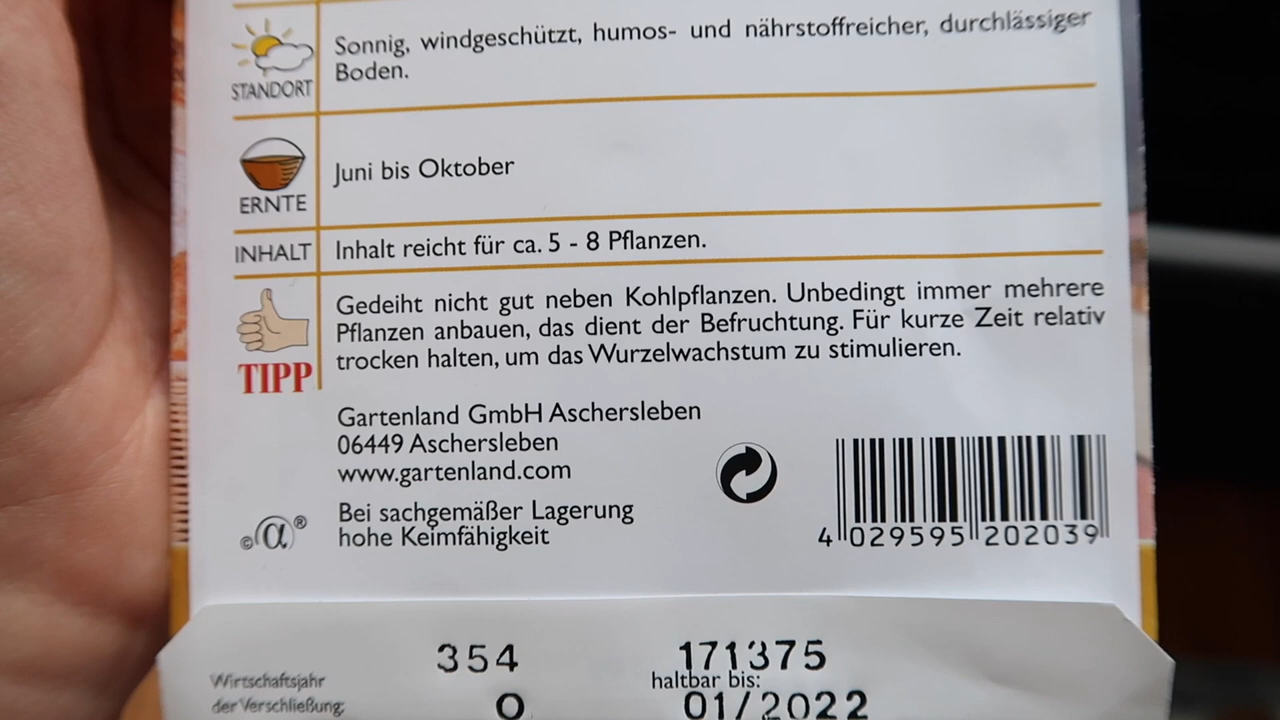 STANDORT
Sonnig, windgeschützt, humos- und nährstoffreicher, durchlässiger
Boden.
ERNTE
Juni bis Oktober
INHALT
Inhalt reicht für ca. 5 - 8 Pflanzen.
TIPP
Gedeiht nicht gut neben Kohlpflanzen. Unbedingt immer mehrere
Pflanzen anbauen, das dient der Befruchtung. Für kurze Zeit relativ
trocken halten, um das Wurzelwachstum zu stimulieren.
Gartenland GmbH Aschersleben
06449 Aschersleben
www.gartenland.com
Bei sachgemäßer Lagerung
hohe Keimfähigkeit
©α®
4 029595 202039
354
171375
Wirtschaftsjahr
der Verschließung:
O
haltbar bis:
01/2022